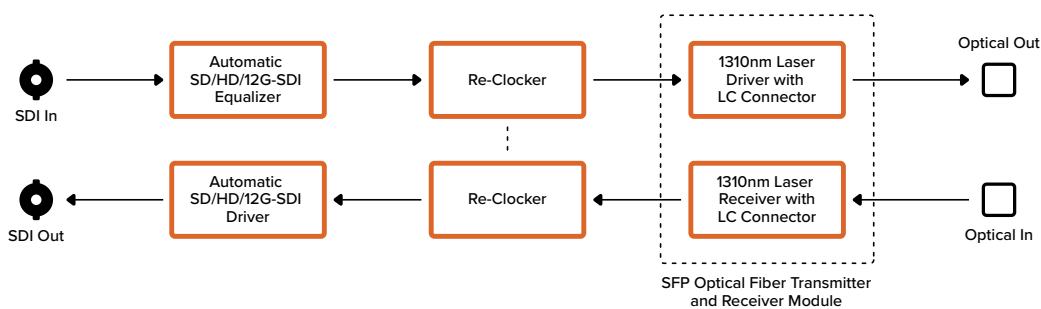 SDI In
Automatic
SD/HD/12G-SDI
Equalizer
Re-Clocker
1310nm Laser
Driver with
LC Connector
Optical Out
SDI Out
Automatic
SD/HD/12G-SDI
Driver
Re-Clocker
1310nm Laser
Receiver with
LC Connector
Optical In
SFP Optical Fiber Transmitter
and Receiver Module